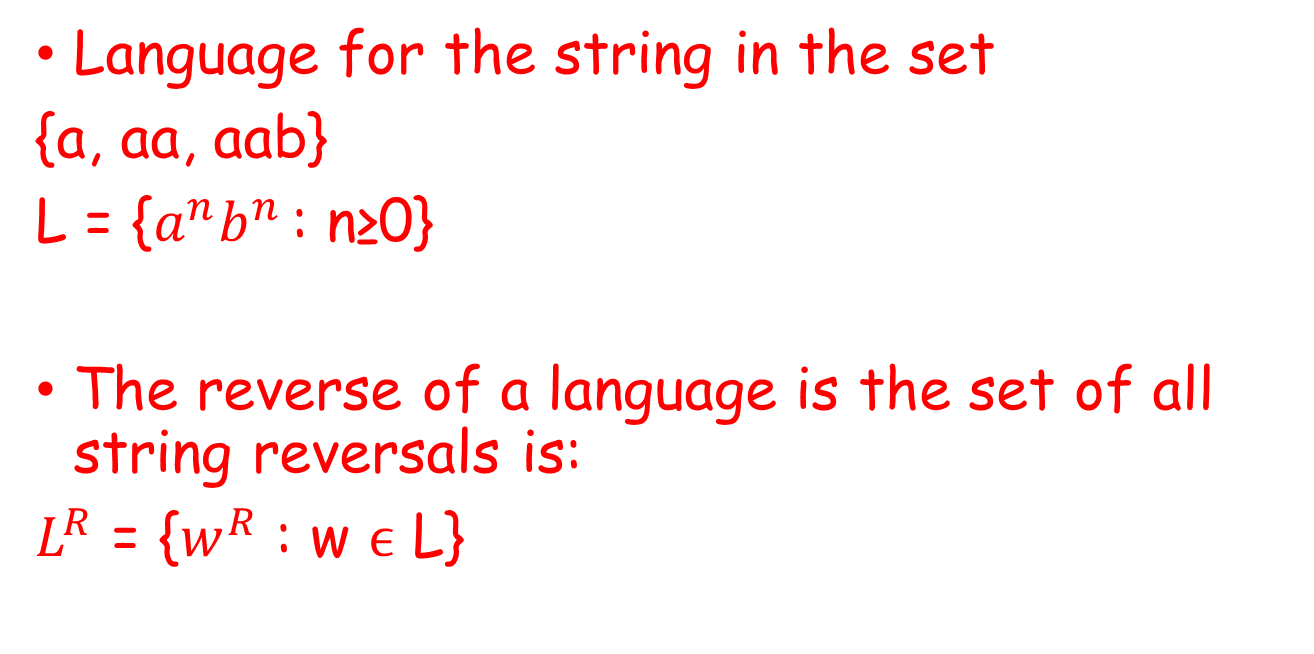 • Language for the string in the set
{a, aa, aab}
L = {𝑎ⁿ𝑏ⁿ : n≥0}
• The reverse of a language is the set of all
string reversals is:
𝐿ᴿ = {𝑤ᴿ : w ϵ L}